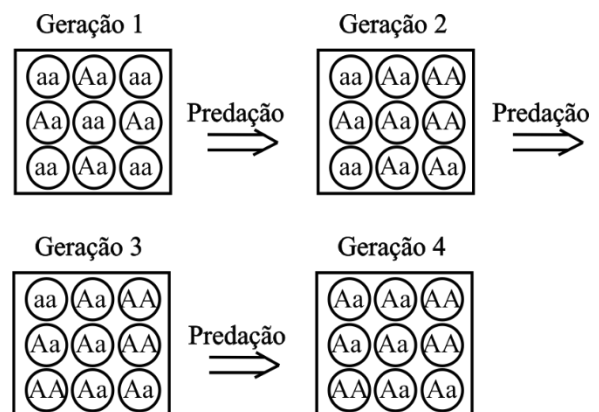 Geração 1
Geração 2
aa Aa aa
Aa aa Aa
aa Aa aa
Predação
aa Aa AA
Aa Aa AA
aa Aa Aa
Predação
Geração 3
Geração 4
aa Aa AA
Aa Aa AA
AA Aa Aa
Predação
Aa Aa AA
Aa Aa AA
AA Aa Aa